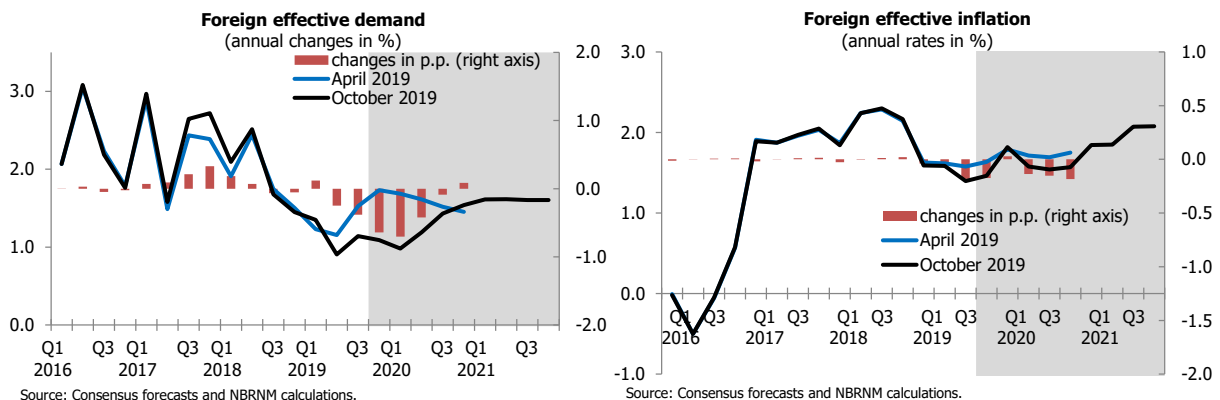 Foreign effective demand
(annual changes in %)
2.0
changes in p.p. (right axis)
3.0
April 2019
October 2019
1.0
2.0
0.0
1.0
-1.0
0.0
-2.0
Q1 Q3 Q1 Q3 Q1 Q3 Q1 Q3 Q1 Q3 Q1 Q3
2016 2017 2018 2019 2020 2021
Source: Consensus forecasts and NBRNM calculations.
Foreign effective inflation
(annual rates in %)
3.0 1.0
0.5
2.0
0.0
changes in p.p. (right axis)
-0.5
April 2019
1.0
October 2019
-1.0
0.0
Q1 Q3 Q1 Q3 Q1 Q3 Q1 Q3 Q1 Q3 Q1 Q3
2016 2017 2018 2019 2020 2021
-1.5
-1.0 -2.0
Source: Consensus forecasts and NBRNM calculations.